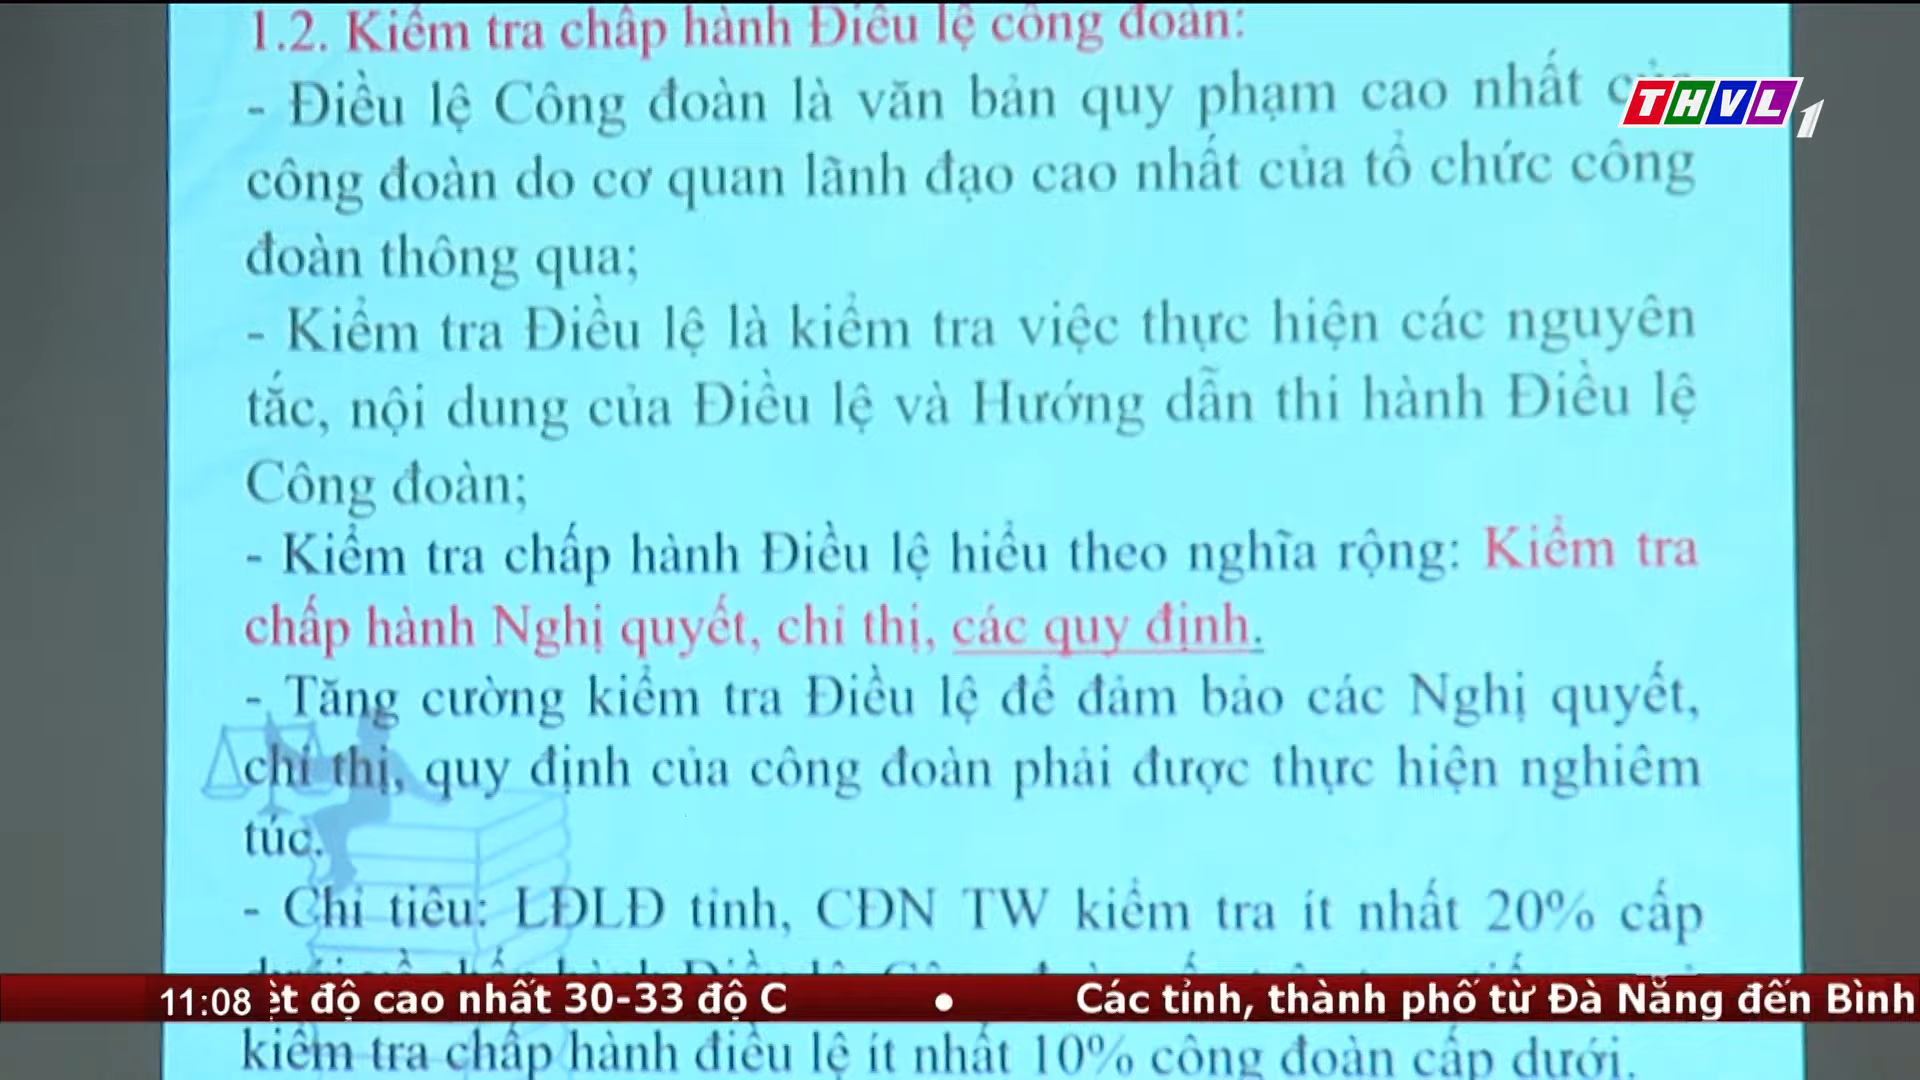 1.2. Kiểm tra chấp hành Điều lệ công đoàn:
- Điều lệ Công đoàn là văn bản quy phạm cao nhất của
THVL 1
công đoàn do cơ quan lãnh đạo cao nhất của tổ chức công
đoàn thông qua;
- Kiểm tra Điều lệ là kiểm tra việc thực hiện các nguyên
tắc, nội dung của Điều lệ và Hướng dẫn thi hành Điều lệ
Công đoàn;
- Kiểm tra chấp hành Điều lệ hiểu theo nghĩa rộng: Kiểm tra
chấp hành Nghị quyết, chỉ thị, các quy định.
- Tăng cường kiểm tra Điều lệ để đảm bảo các Nghị quyết,
chỉ thị, quy định của công đoàn phải được thực hiện nghiêm
túc.
- Chỉ tiêu: LĐLĐ tỉnh, CĐN TW kiểm tra ít nhất 20% cấp
11:08 độ cao nhất 30-33 độ C ● Các tỉnh, thành phố từ Đà Nẵng đến Bình
kiểm tra chấp hành điều lệ ít nhất 10% công đoàn cấp dưới.